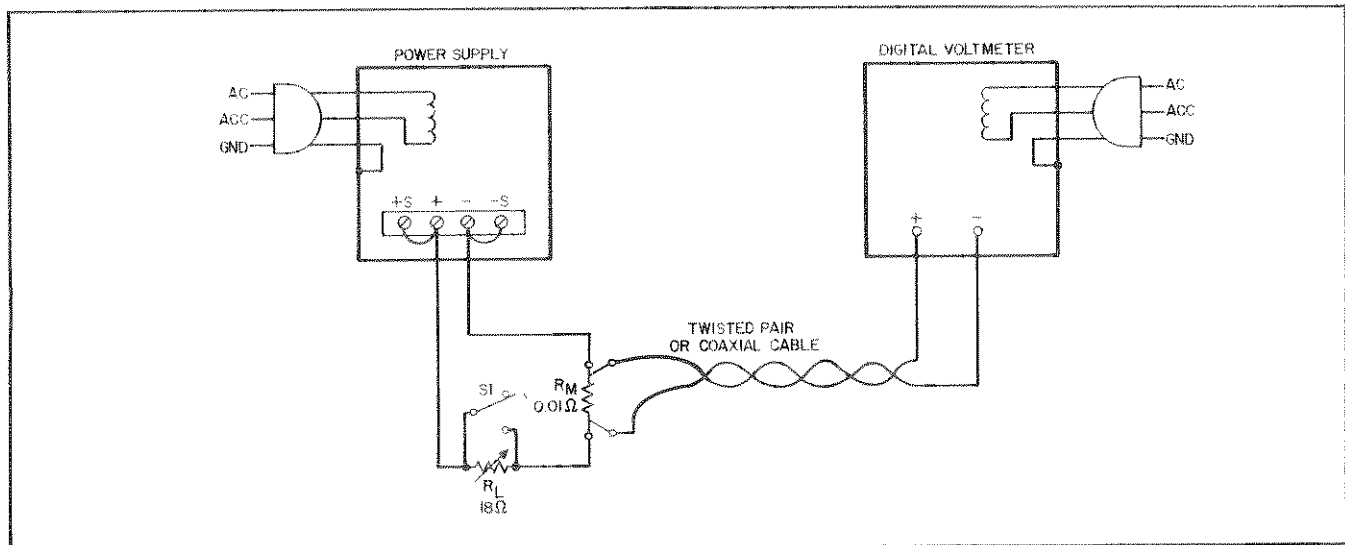 POWER SUPPLY
DIGITAL VOLTMETER
AC
ACC
GND
AC
ACC
GND
+S + - -S
+ -
TWISTED PAIR
OR COAXIAL CABLE
S1
RM
0.01Ω
RL
18Ω